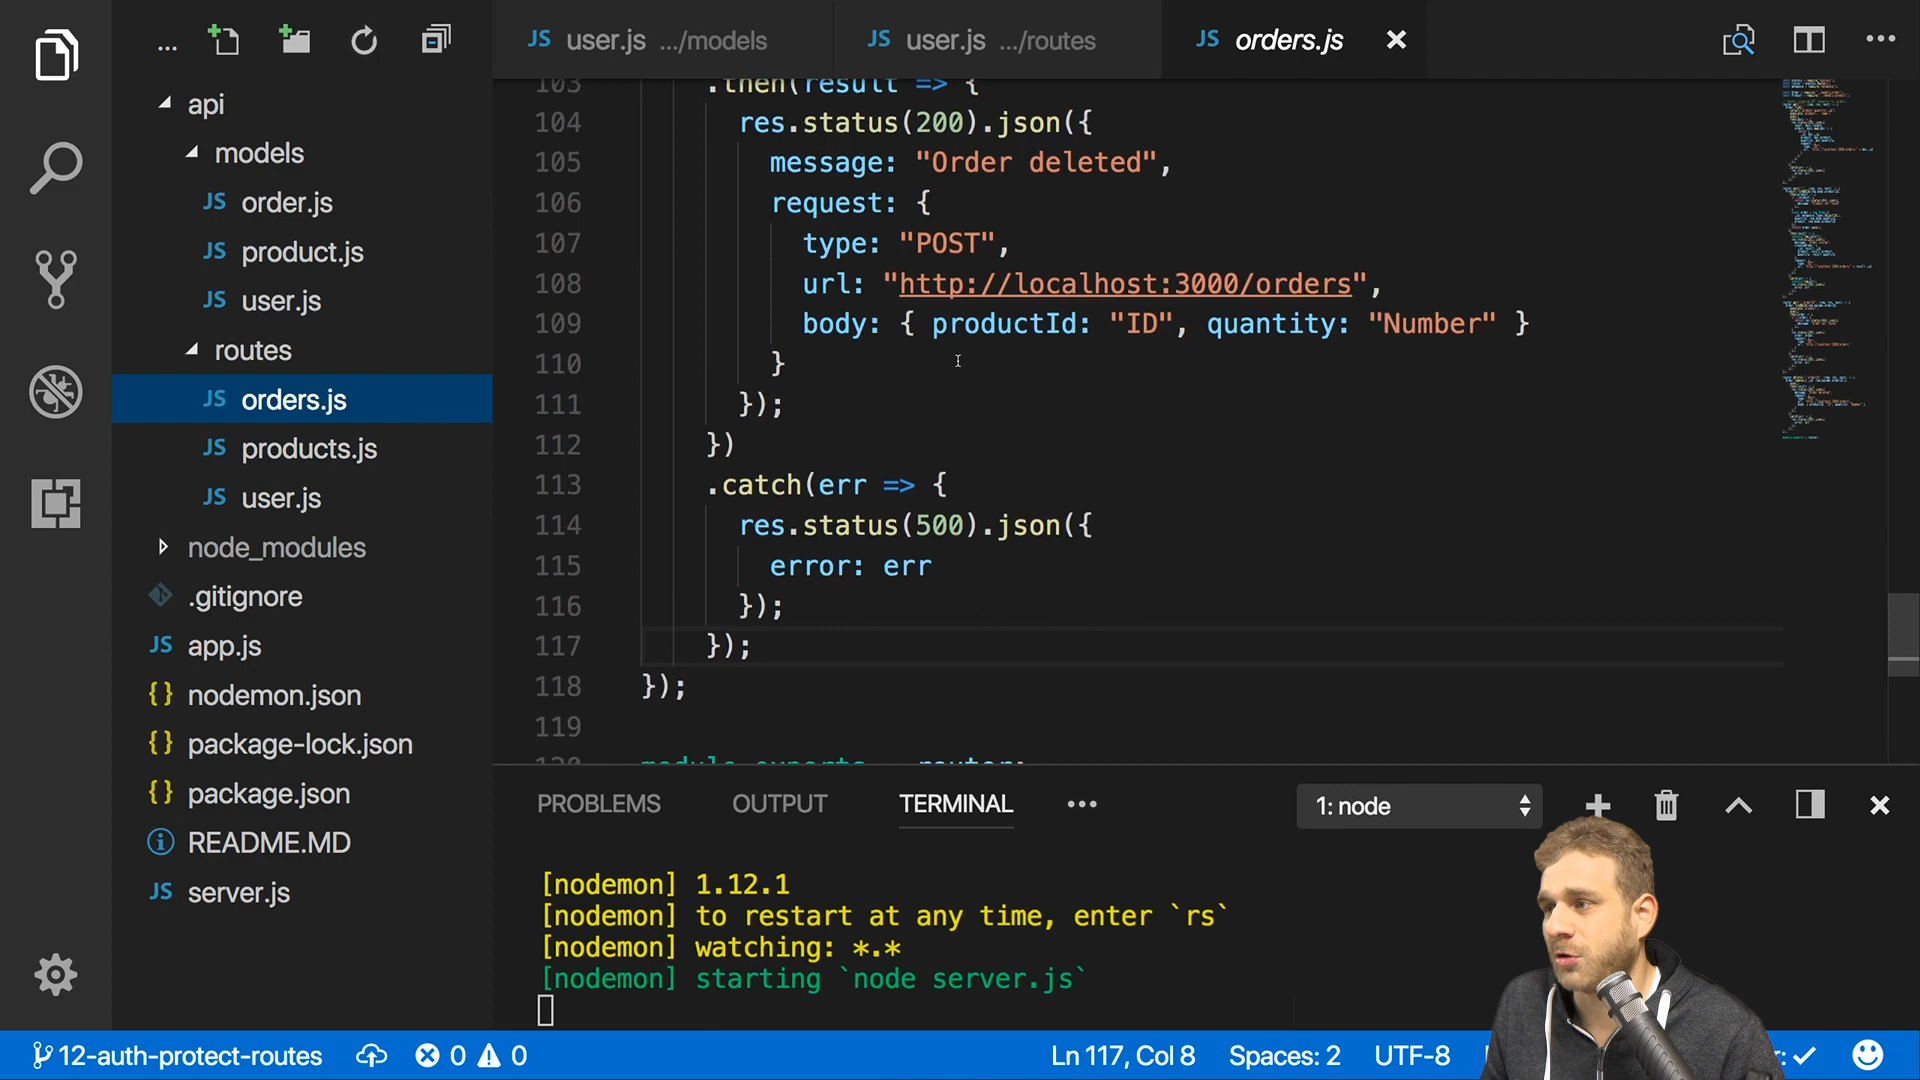 ...
JS user.js .../models
JS user.js .../routes
JS orders.js
api
models
JS order.js
JS product.js
JS user.js
routes
JS orders.js
JS products.js
JS user.js
node_modules
.gitignore
JS app.js
{} nodemon.json
{} package-lock.json
{} package.json
README.MD
JS server.js
103 .then(result => {
104 res.status(200).json({
105 message: "Order deleted",
106 request: {
107 type: "POST",
108 url: "http://localhost:3000/orders",
109 body: { productId: "ID", quantity: "Number" }
110 }
111 });
112 })
113 .catch(err => {
114 res.status(500).json({
115 error: err
116 });
117 });
118 });
119
120 module.exports = router;
PROBLEMS OUTPUT TERMINAL ... 1: node
[nodemon] 1.12.1
[nodemon] to restart at any time, enter `rs`
[nodemon] watching: *.*
[nodemon] starting `node server.js`
12-auth-protect-routes 0 0 Ln 117, Col 8 Spaces: 2 UTF-8